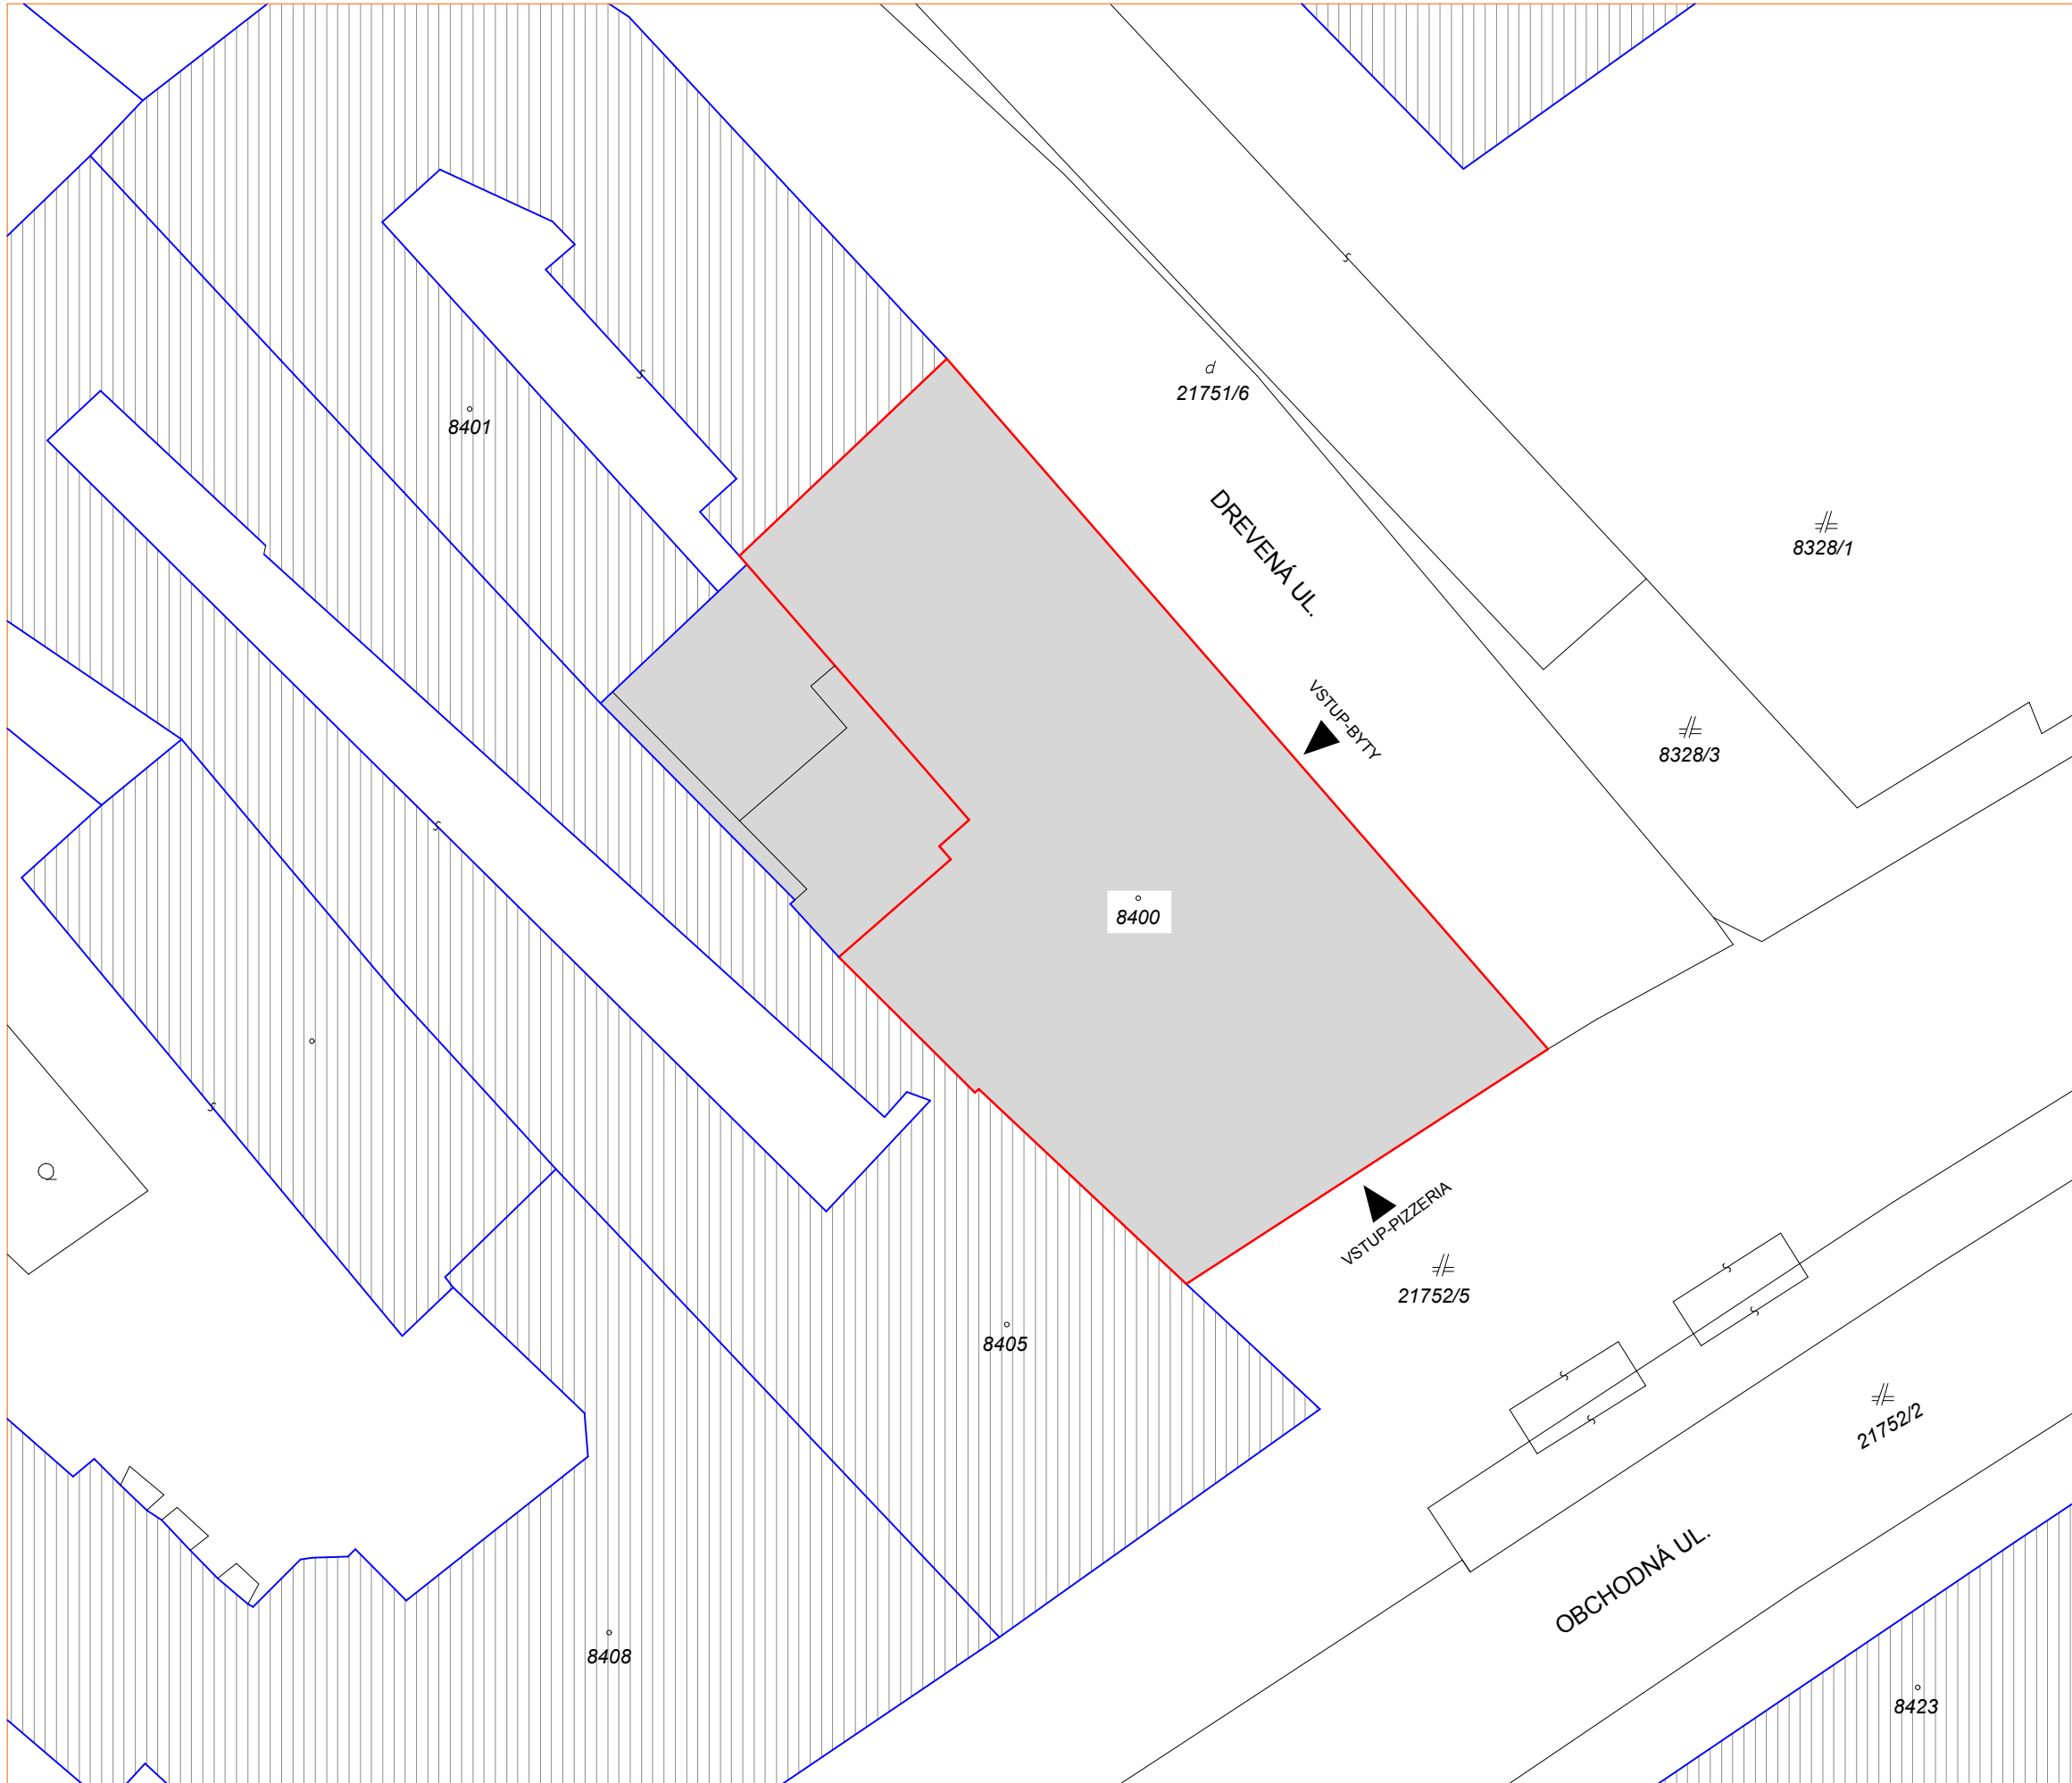 d
21751/6
8401
DREVENÁ UL.
8328/1
VSTUP-BYTY
8328/3
8400
VSTUP-PIZZERIA
21752/5
8405
21752/2
OBCHODNÁ UL.
8408
8423